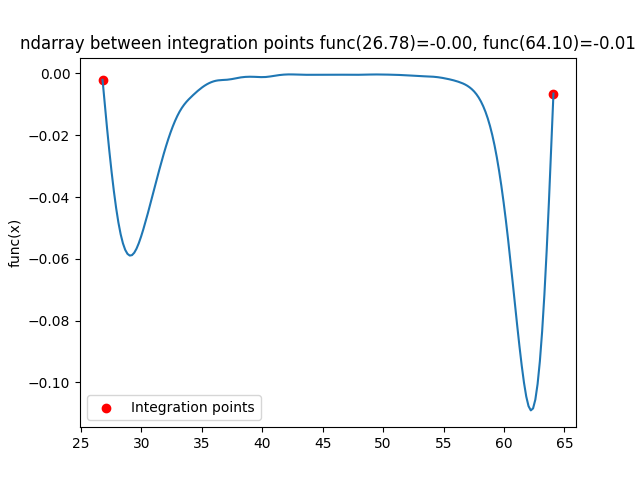 ndarray between integration points func(26.78)=-0.00, func(64.10)=-0.01
0.00
−0.02
−0.04
−0.06
−0.08
−0.10
func(x)
Integration points
25 30 35 40 45 50 55 60 65